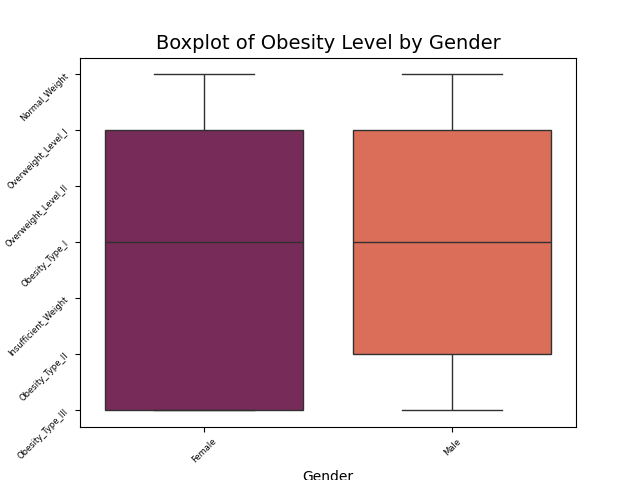 Boxplot of Obesity Level by Gender
Normal_Weight
Overweight_Level_I
Overweight_Level_II
Obesity_Type_I
Insufficient_Weight
Obesity_Type_II
Obesity_Type_III
Female
Male
Gender